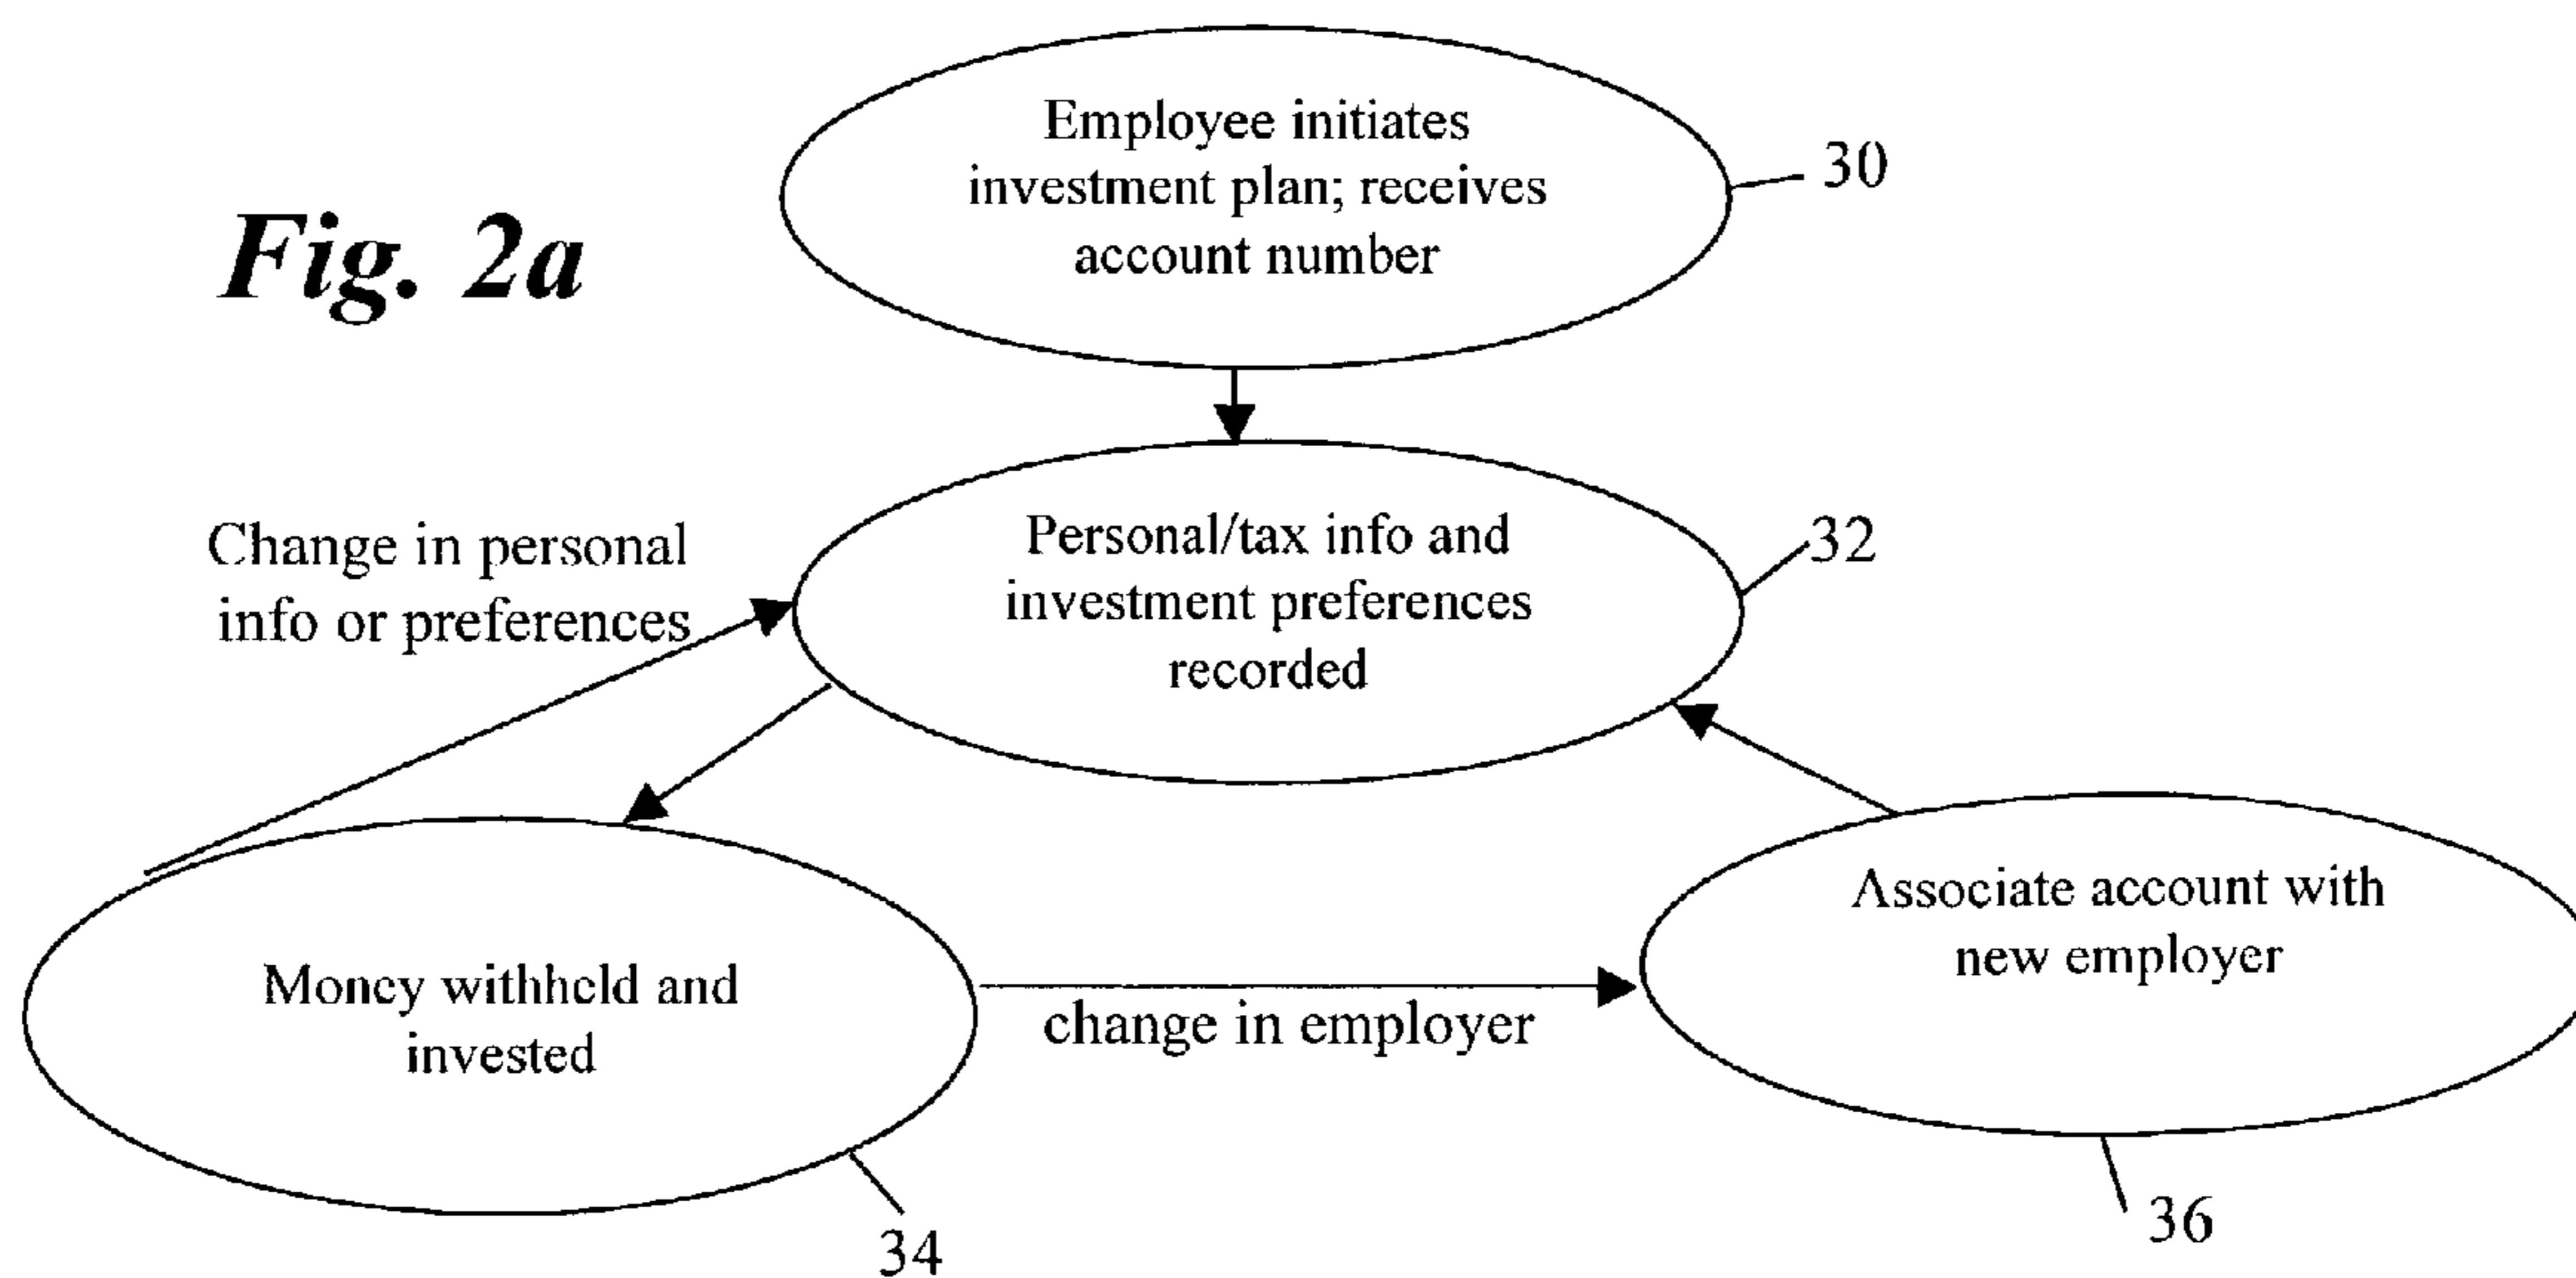 Fig. 2a
Employee initiates
investment plan; receives
account number
30
Personal/tax info and
investment preferences
recorded
32
Change in personal
info or preferences
Money withheld and
invested
34
change in employer
Associate account with
new employer
36